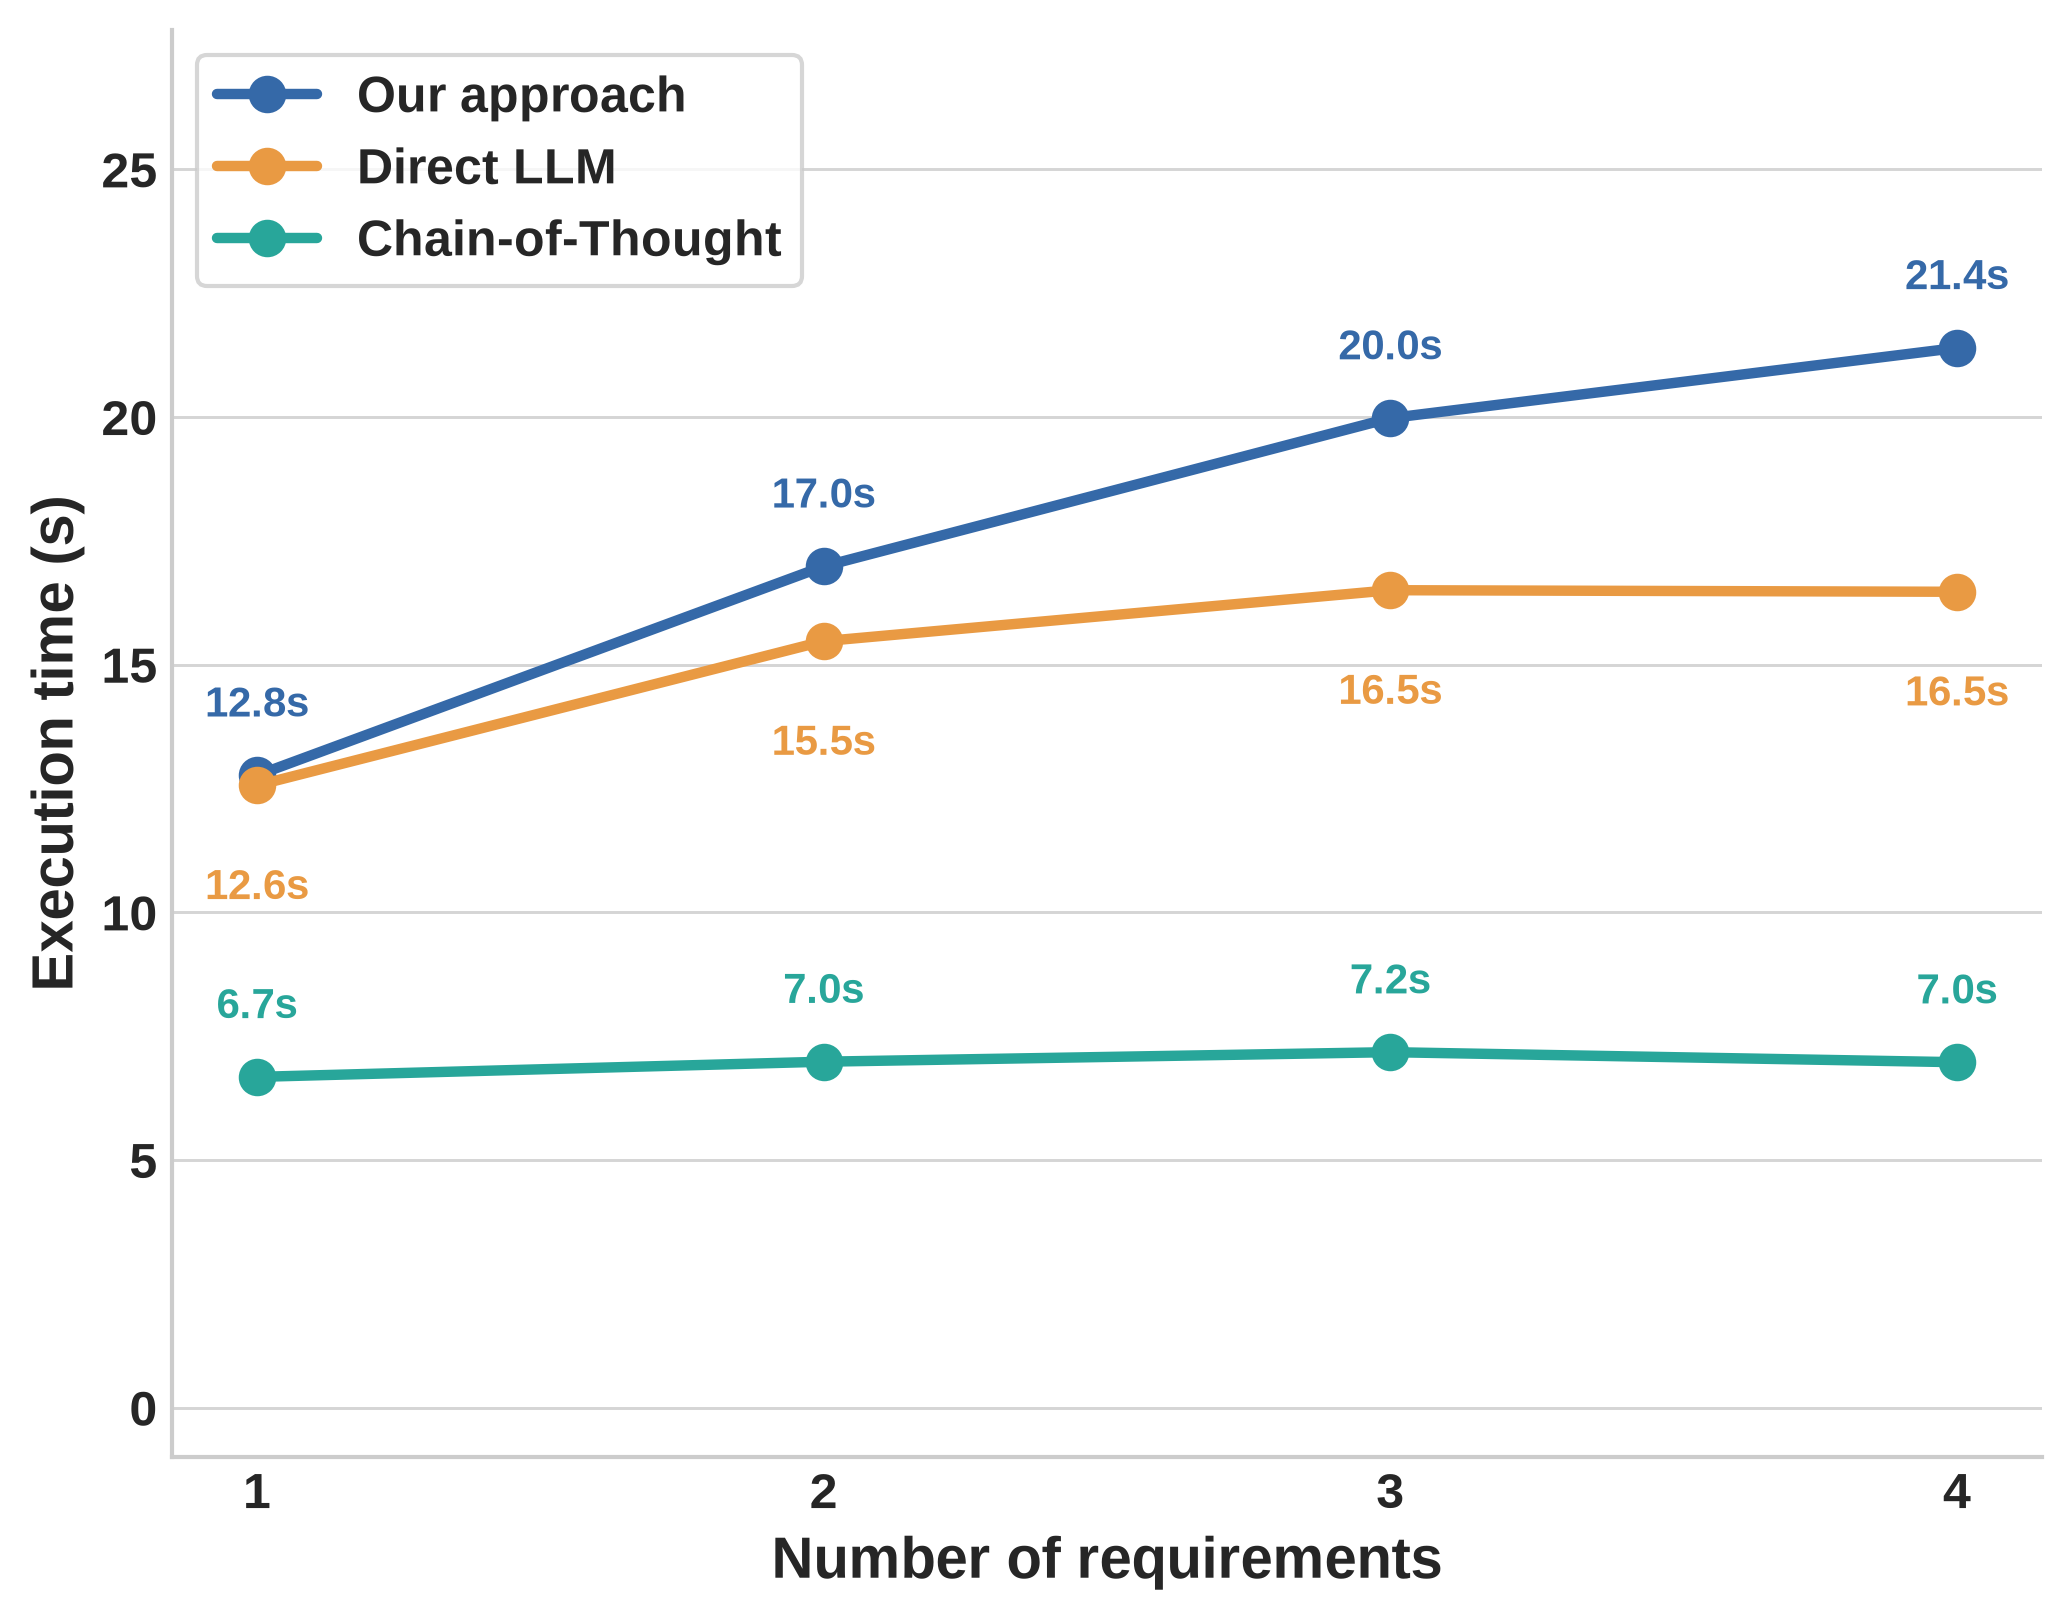 Our approach
Direct LLM
Chain-of-Thought
25
20
15
10
5
0
Execution time (s)
12.8s
17.0s
20.0s
21.4s
12.6s
15.5s
16.5s
16.5s
6.7s
7.0s
7.2s
7.0s
1
2
3
4
Number of requirements